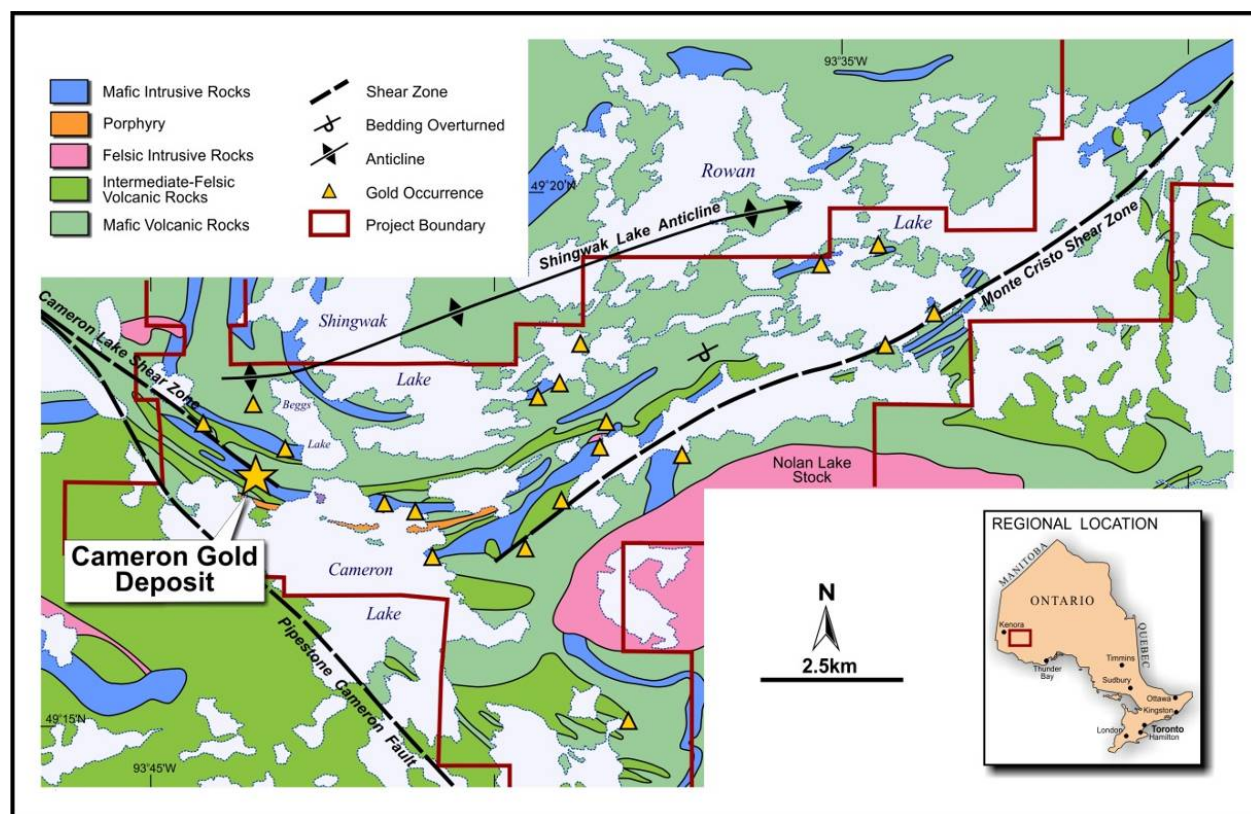 Mafic Intrusive Rocks
Porphyry
Felsic Intrusive Rocks
Intermediate-Felsic
Volcanic Rocks
Mafic Volcanic Rocks
Shear Zone
Bedding Overturned
Anticline
Gold Occurrence
Project Boundary
93°35'W
49°20'N
Rowan
Lake
Shingwak Lake Anticline
Monte Cristo Shear Zone
Cameron Lake Shear Zone
Shingwak
Lake
Beggs
Lake
Nolan Lake
Stock
Cameron Gold
Deposit
Cameron
Lake
Pipestone Cameron Fault
49°15'N
93°45'W
N
2.5km
REGIONAL LOCATION
MANITOBA
ONTARIO
QUEBEC
Kenora
Thunder
Bay
Timmins
Sudbury
Ottawa
Kingston
Toronto
Hamilton
London